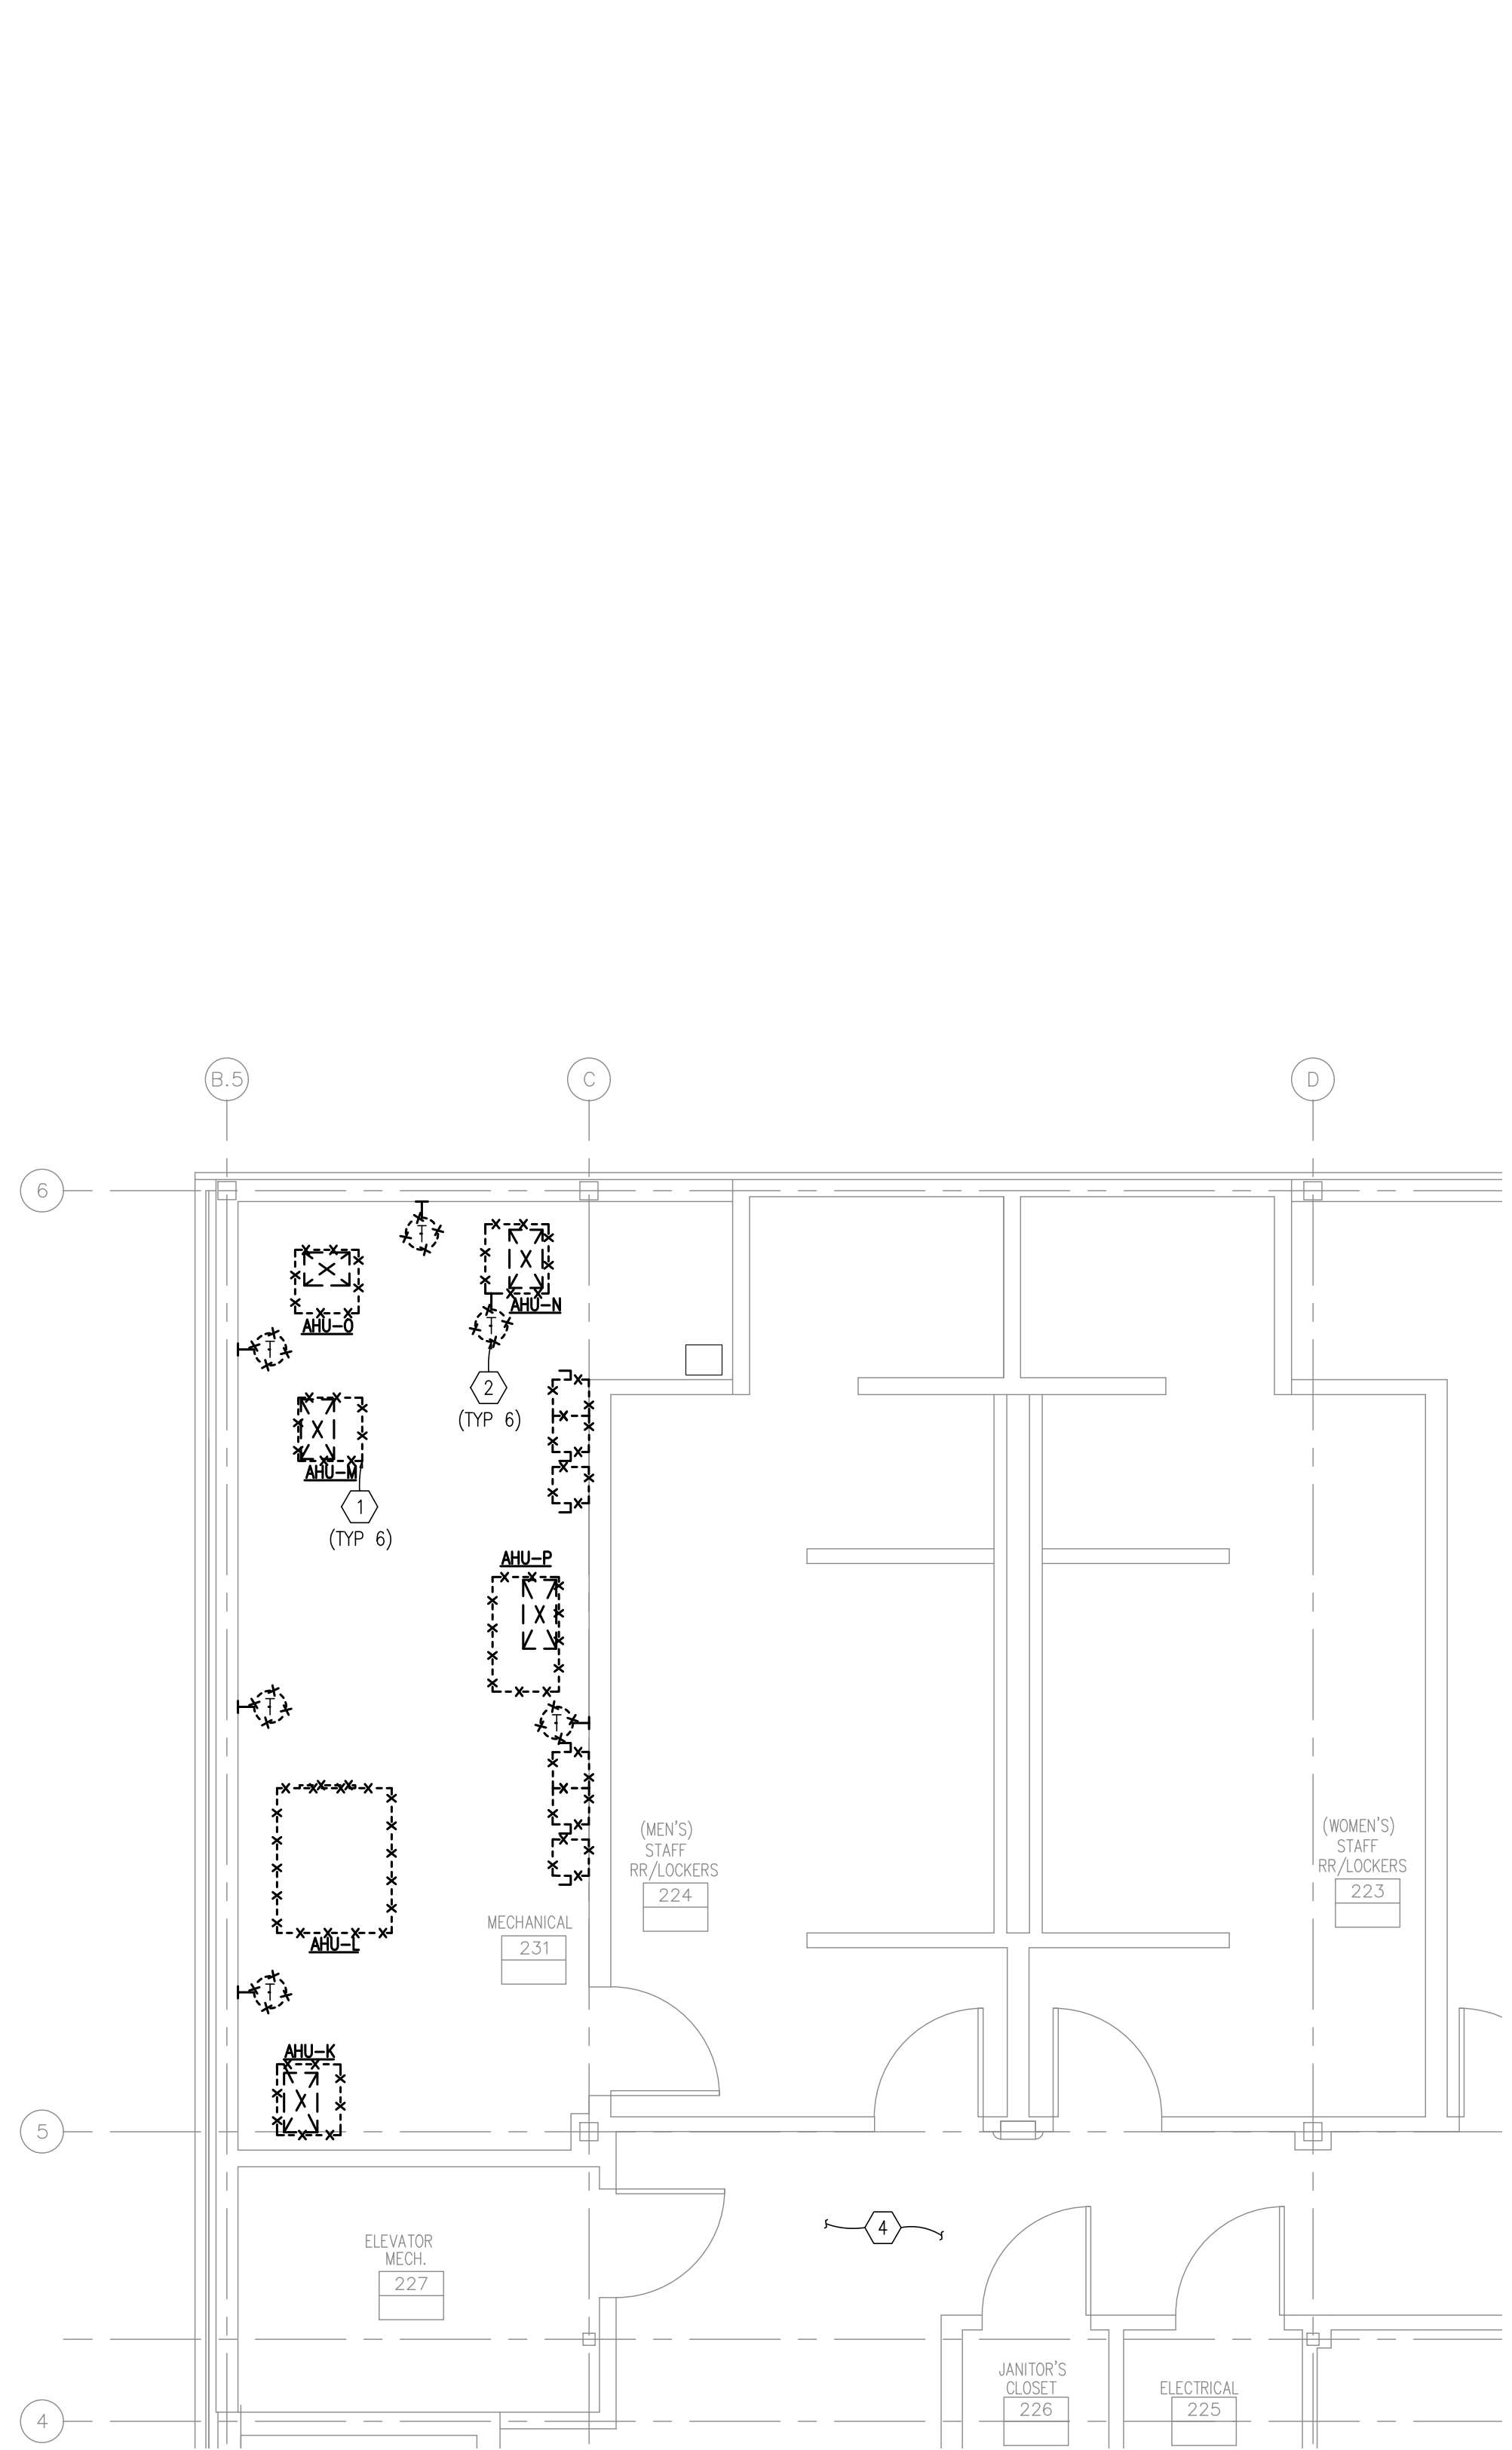 B.5
C
D
6
T
AHU-N
AHU-O
T
T
2
(TYP 6)
AHU-M
1
(TYP 6)
AHU-P
T
T
(MEN'S)
STAFF
RR/LOCKERS
224
(WOMEN'S)
STAFF
RR/LOCKERS
223
MECHANICAL
231
AHU-L
T
AHU-K
5
4
ELEVATOR
MECH.
227
JANITOR'S
CLOSET
226
ELECTRICAL
225
4